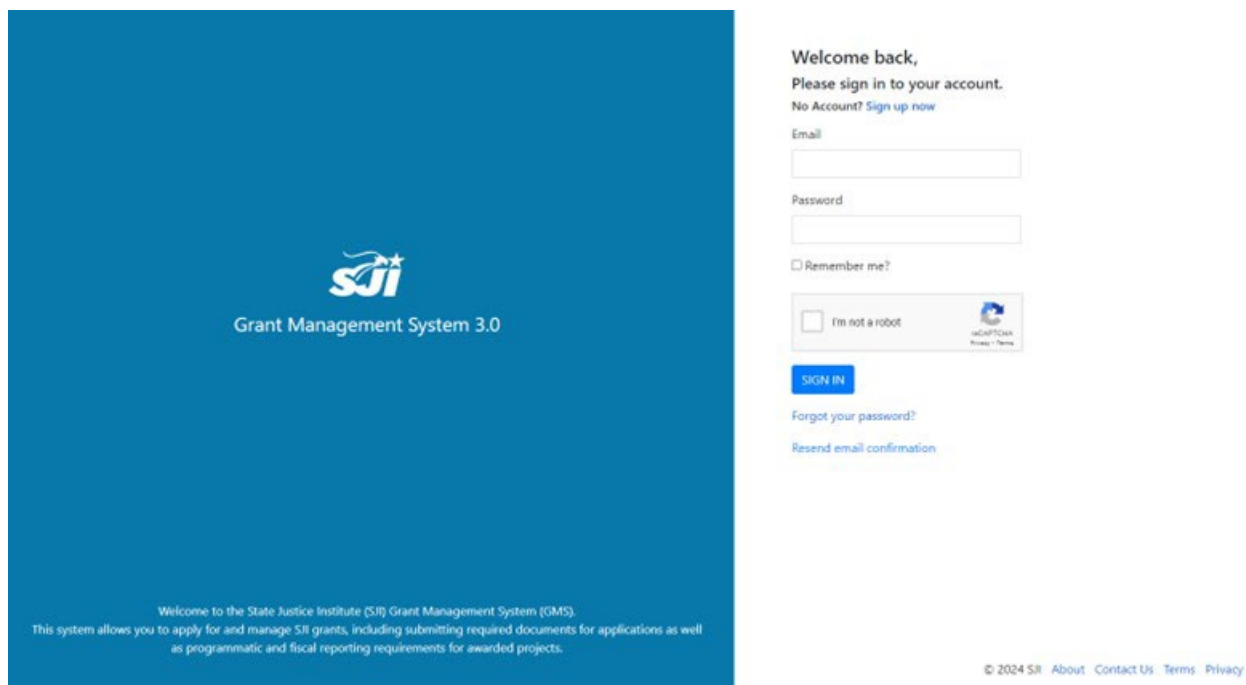 sji
Grant Management System 3.0
Welcome to the State Justice Institute (SJI) Grant Management System (GMS).
This system allows you to apply for and manage SJI grants, including submitting required documents for applications as well
as programmatic and fiscal reporting requirements for awarded projects.
Welcome back,
Please sign in to your account.
No Account? Sign up now
Email
Password
Remember me?
I'm not a robot
reCAPTCHA
Privacy - Terms
SIGN IN
Forgot your password?
Resend email confirmation
© 2024 SJI About Contact Us Terms Privacy